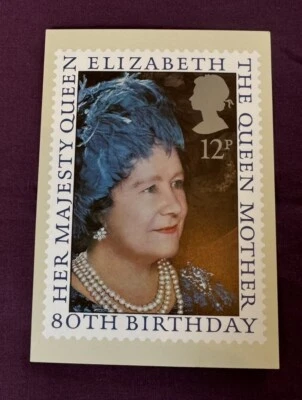 HER MAJESTY QUEEN
ELIZABETH
THE QUEEN MOTHER
12P
80TH BIRTHDAY